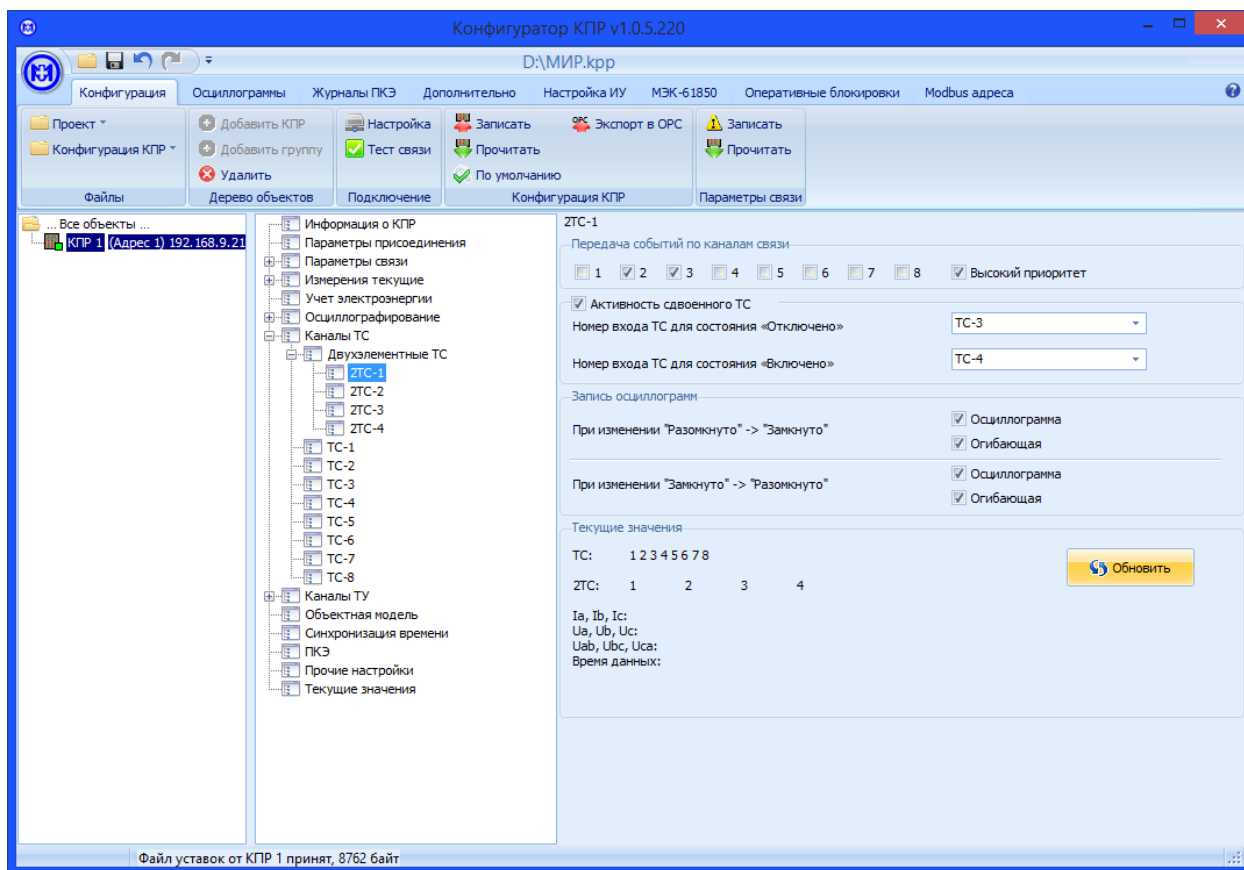 Конфигуратор КПР v1.0.5.220
D:\МИР.kpp
Конфигурация Осциллограммы Журналы ПКЭ Дополнительно Настройка ИУ МЭК-61850 Оперативные блокировки Modbus адреса
Проект Добавить КПР Настройка Записать OPC Экспорт в OPC Записать
Конфигурация КПР Добавить группу Тест связи Прочитать Прочитать
Удалить По умолчанию
Файлы Дерево объектов Подключение Конфигурация КПР Параметры связи
... Все объекты ...
КПР 1 (Адрес 1) 192.168.9.21
Информация о КПР
Параметры присоединения
Параметры связи
Измерения текущие
Учет электроэнергии
Осциллографирование
Каналы ТС
Двухэлементные ТС
2ТС-1
2ТС-2
2ТС-3
2ТС-4
ТС-1
ТС-2
ТС-3
ТС-4
ТС-5
ТС-6
ТС-7
ТС-8
Каналы ТУ
Объектная модель
Синхронизация времени
ПКЭ
Прочие настройки
Текущие значения
2ТС-1
Передача событий по каналам связи
1 2 3 4 5 6 7 8 Высокий приоритет
Активность сдвоенного ТС
Номер входа ТС для состояния «Отключено» ТС-3
Номер входа ТС для состояния «Включено» ТС-4
Запись осциллограмм
При изменении "Разомкнуто" -> "Замкнуто" Осциллограмма
Огибающая
При изменении "Замкнуто" -> "Разомкнуто" Осциллограмма
Огибающая
Текущие значения
ТС: 1 2 3 4 5 6 7 8
Обновить
2ТС: 1 2 3 4
Ia, Ib, Ic:
Ua, Ub, Uc:
Uab, Ubc, Uca:
Время данных:
Файл уставок от КПР 1 принят, 8762 байт